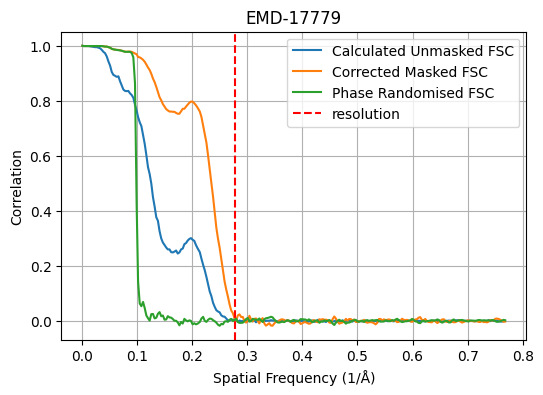 EMD-17779
Calculated Unmasked FSC
Corrected Masked FSC
Phase Randomised FSC
resolution
Correlation
1.0
0.8
0.6
0.4
0.2
0.0
0.0 0.1 0.2 0.3 0.4 0.5 0.6 0.7 0.8
Spatial Frequency (1/Å)